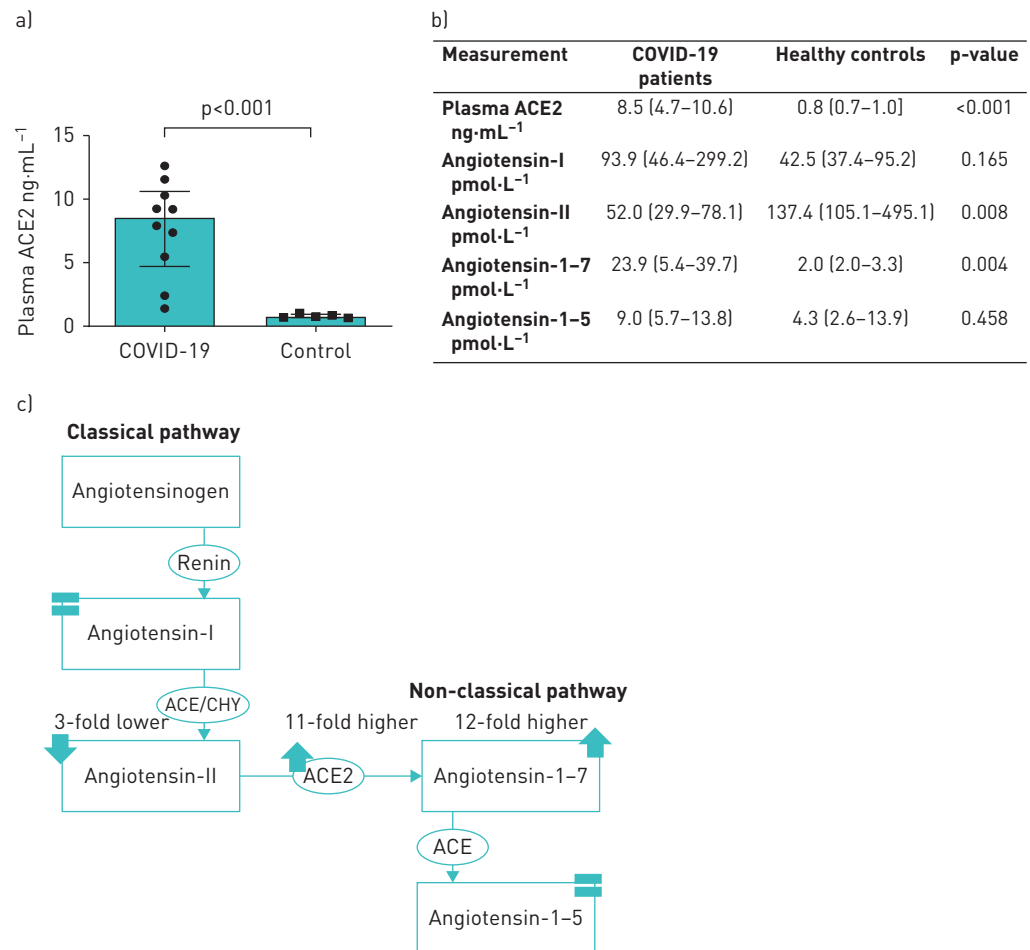 a)
p<0.001
15
10
5
0
Plasma ACE2 ng·mL⁻¹
COVID-19 Control
b)
Measurement COVID-19 patients Healthy controls p-value
Plasma ACE2 ng·mL⁻¹ 8.5 (4.7–10.6) 0.8 (0.7–1.0] <0.001
Angiotensin-I pmol·L⁻¹ 93.9 (46.4–299.2) 42.5 (37.4–95.2) 0.165
Angiotensin-II pmol·L⁻¹ 52.0 (29.9–78.1) 137.4 (105.1–495.1) 0.008
Angiotensin-1–7 pmol·L⁻¹ 23.9 (5.4–39.7) 2.0 (2.0–3.3) 0.004
Angiotensin-1–5 pmol·L⁻¹ 9.0 (5.7–13.8) 4.3 (2.6–13.9) 0.458
c)
Classical pathway
Angiotensinogen
Renin
Angiotensin-I
ACE/CHY
Non-classical pathway
3-fold lower 11-fold higher 12-fold higher
Angiotensin-II ACE2 Angiotensin-1–7
ACE
Angiotensin-1–5